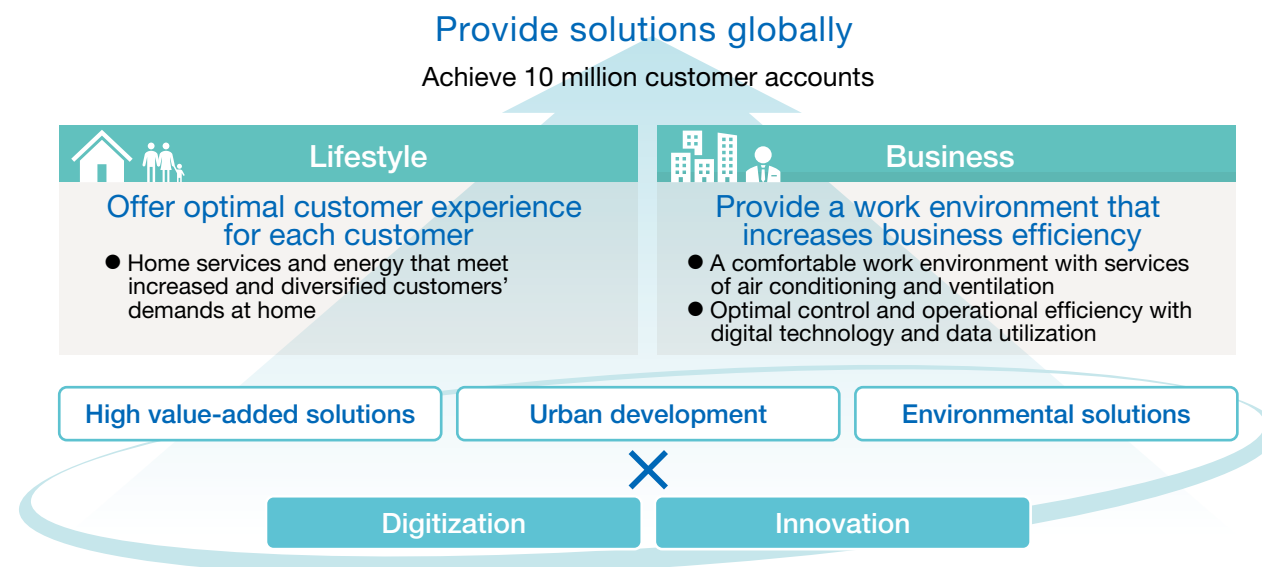 Provide solutions globally
Achieve 10 million customer accounts
Lifestyle
Offer optimal customer experience
for each customer
● Home services and energy that meet
increased and diversified customers’
demands at home
Business
Provide a work environment that
increases business efficiency
● A comfortable work environment with services
of air conditioning and ventilation
● Optimal control and operational efficiency with
digital technology and data utilization
High value-added solutions
Urban development
Environmental solutions
×
Digitization
Innovation